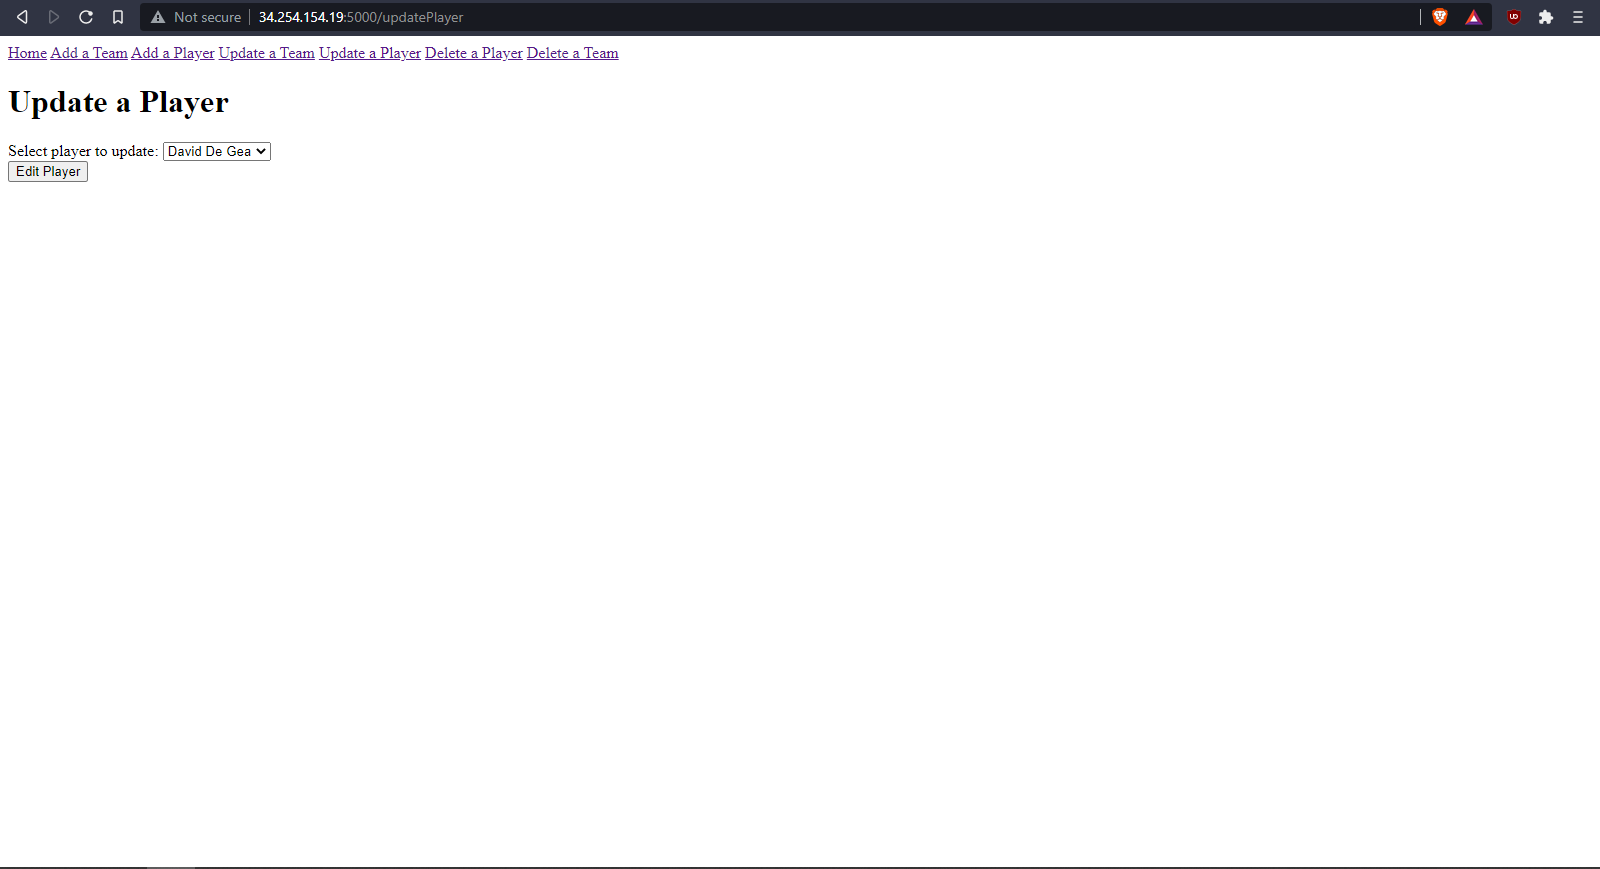 Not secure 34.254.154.19:5000/updatePlayer
Home Add a Team Add a Player Update a Team Update a Player Delete a Player Delete a Team
Update a Player
Select player to update: David De Gea
Edit Player